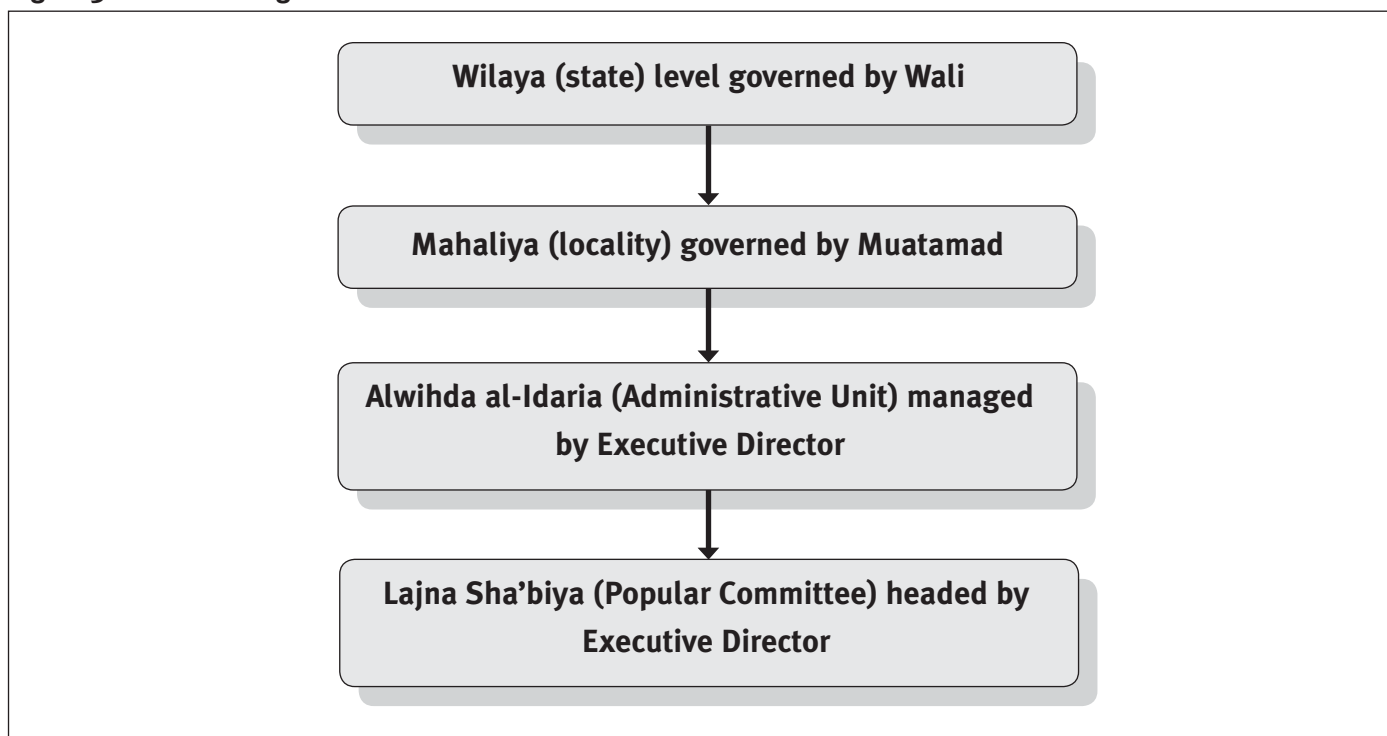 Wilaya (state) level governed by Wali
Mahaliya (locality) governed by Muatamad
Alwihda al-Idaria (Administrative Unit) managed
by Executive Director
Lajna Sha’biya (Popular Committee) headed by
Executive Director